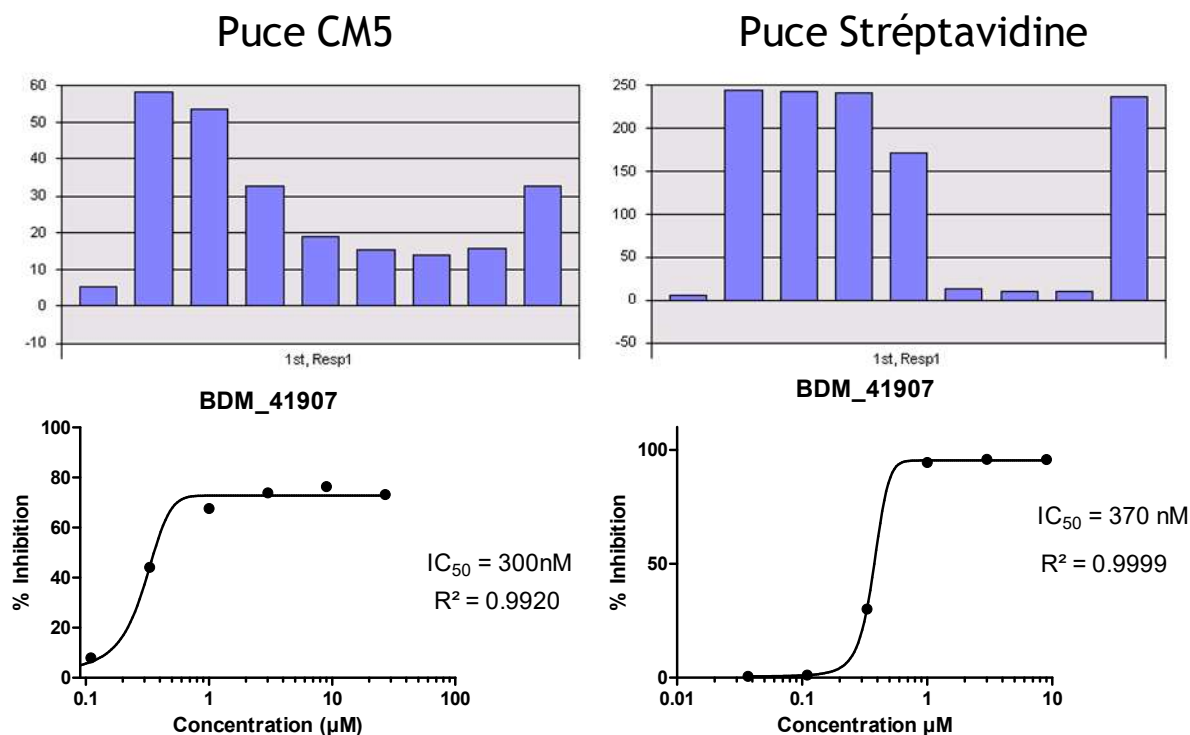 Puce CM5
60
50
40
30
20
10
0
-10
1st, Resp1
Puce Stréptavidine
250
200
150
100
50
0
-50
1st, Resp1
BDM_41907
100
80
60
40
20
0
% Inhibition
0.1 1 10 100
Concentration (µM)
IC50 = 300nM
R² = 0.9920
BDM_41907
100
50
0
% Inhibition
0.01 0.1 1 10
Concentration µM
IC50 = 370 nM
R² = 0.9999